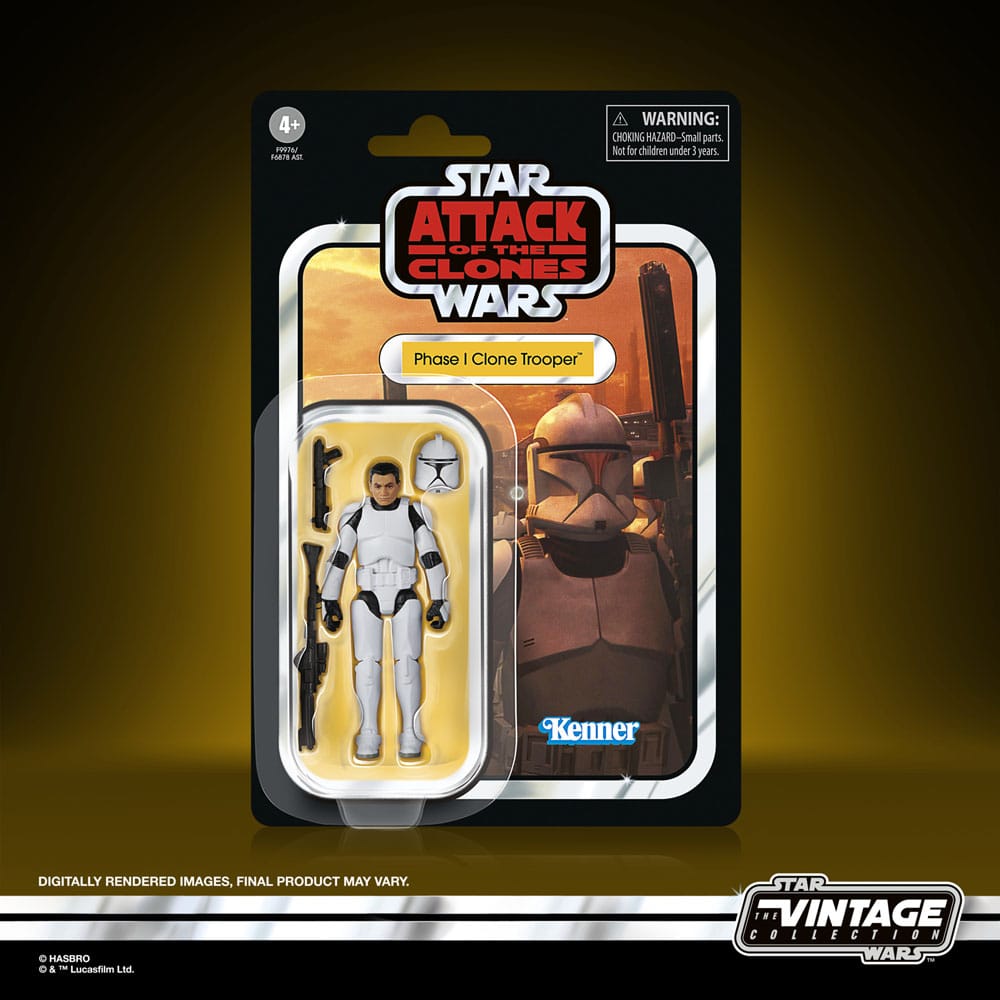 4+
F9976/
F6878 AST.
WARNING:
CHOKING HAZARD–Small parts.
Not for children under 3 years.
STAR
ATTACK
OF THE
CLONES
WARS
Phase I Clone Trooper™
Kenner
DIGITALLY RENDERED IMAGES, FINAL PRODUCT MAY VARY.
STAR
THE VINTAGE
COLLECTION
WARS™
© HASBRO
© & ™ Lucasfilm Ltd.